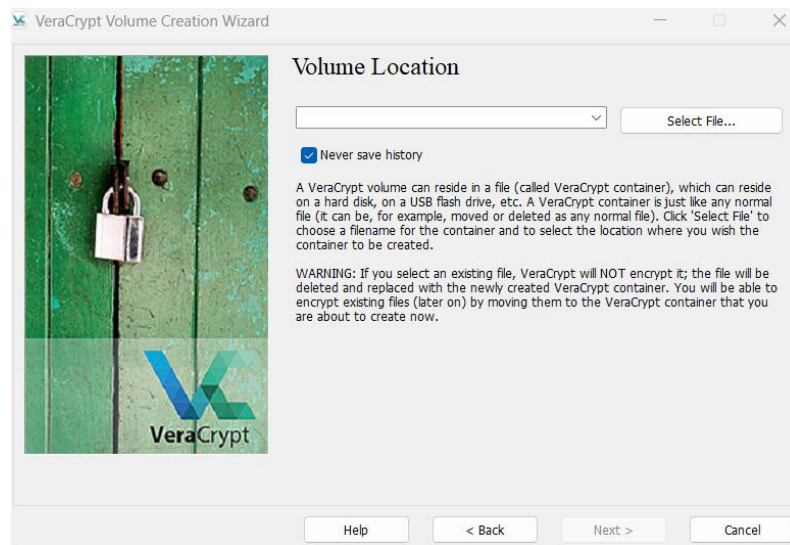 VeraCrypt Volume Creation Wizard
Volume Location
Select File...
Never save history
A VeraCrypt volume can reside in a file (called VeraCrypt container), which can reside
on a hard disk, on a USB flash drive, etc. A VeraCrypt container is just like any normal
file (it can be, for example, moved or deleted as any normal file). Click 'Select File' to
choose a filename for the container and to select the location where you wish the
container to be created.
WARNING: If you select an existing file, VeraCrypt will NOT encrypt it; the file will be
deleted and replaced with the newly created VeraCrypt container. You will be able to
encrypt existing files (later on) by moving them to the VeraCrypt container that you
are about to create now.
VeraCrypt
Help
< Back
Next >
Cancel